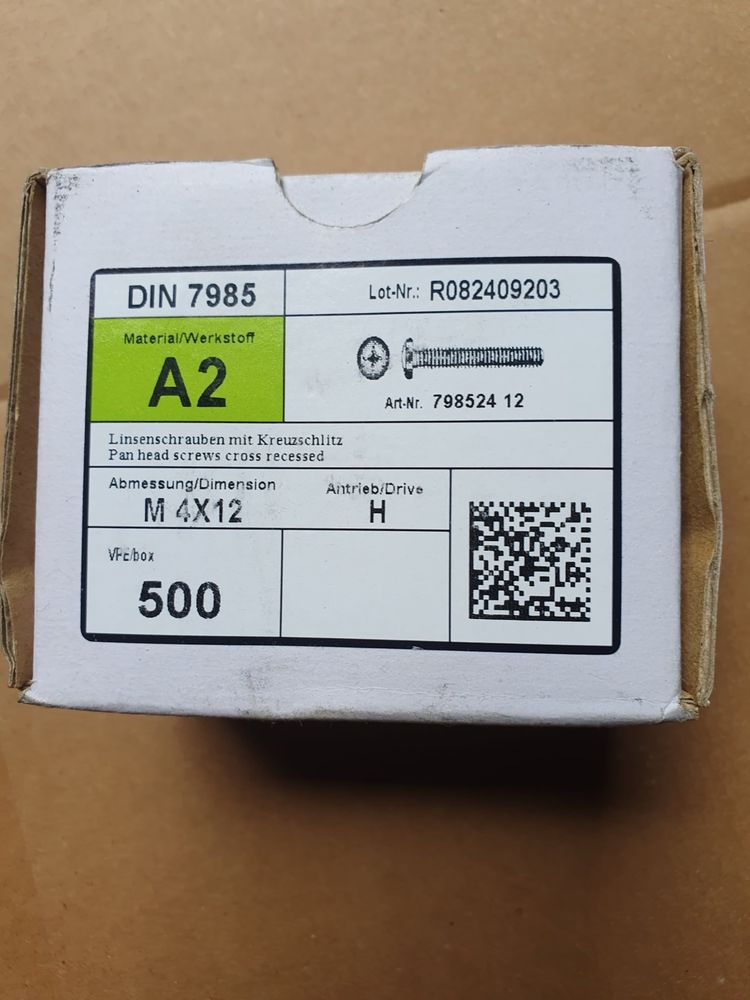 DIN 7985
Lot-Nr.: R082409203
Material/Werkstoff
A2
Art-Nr. 798524 12
Linsenschrauben mit Kreuzschlitz
Pan head screws cross recessed
Abmessung/Dimension
M 4X12
Antrieb/Drive
H
VPE/box
500